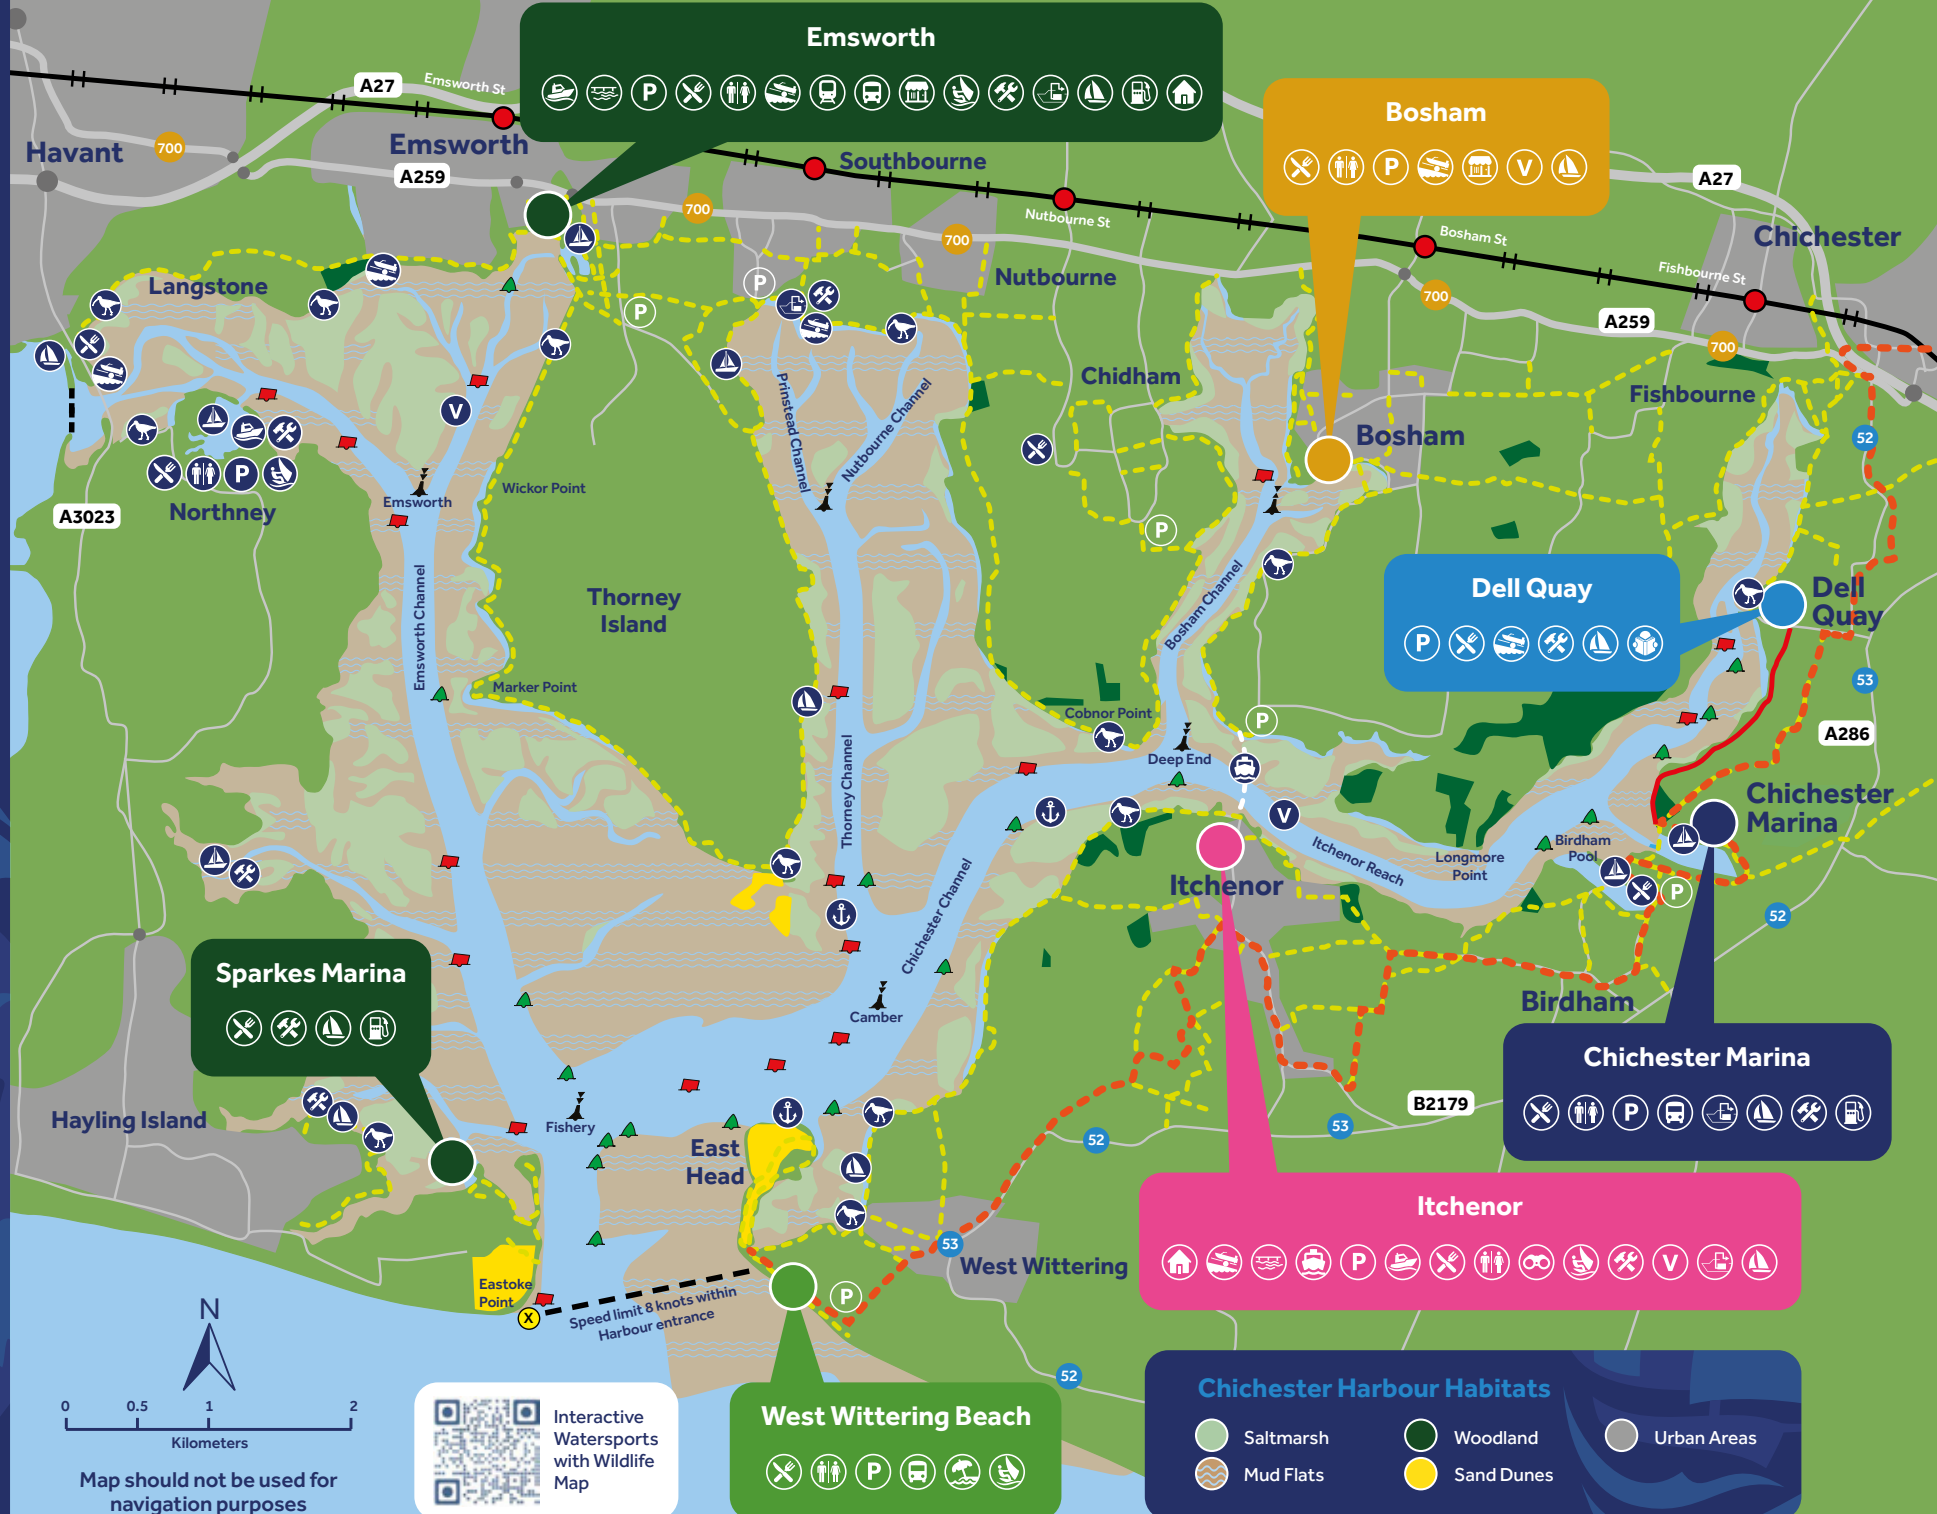 Emsworth
P
A27
Emsworth St
Bosham
P
V
Havant
700
Emsworth
A259
Southbourne
700
Nutbourne St
700
Nutbourne
A27
Chichester
Bosham St
Fishbourne St
700
A259
700
Langstone
P
P
Prinstead Channel
Nutbourne Channel
Chidham
Fishbourne
V
Bosham
52
P
Northney
A3023
Emsworth
Wickor Point
P
Emsworth Channel
Thorney
Island
Bosham Channel
Dell Quay
P
Dell
Quay
Marker Point
53
Cobnor Point
P
A286
Deep End
Thorney Channel
V
Chichester
Marina
Birdham
Pool
Itchenor Reach
Longmore
Point
Itchenor
P
Chichester Channel
52
Sparkes Marina
Birdham
Camber
Chichester Marina
P
B2179
Hayling Island
Fishery
53
52
East
Head
Itchenor
P
V
53
West Wittering
Eastoke
Point
X
Speed limit 8 knots within
Harbour entrance
P
N
52
0 0.5 1 2
Kilometers
Map should not be used for
navigation purposes
Interactive
Watersports
with Wildlife
Map
West Wittering Beach
P
Chichester Harbour Habitats
Saltmarsh
Woodland
Urban Areas
Mud Flats
Sand Dunes